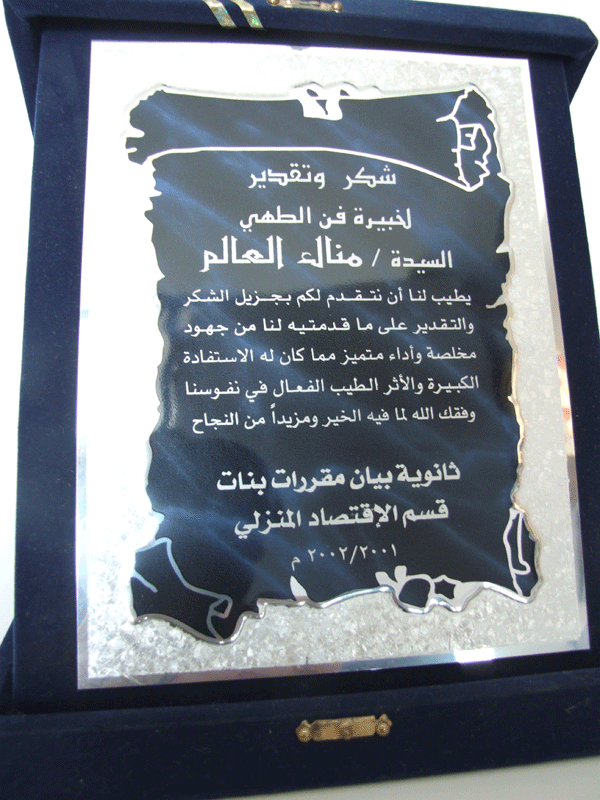 شكر وتقدير
لخبيرة فن الطهي
السيدة / منال العالم
يطيب لنا أن نتقدم لكم بجزيل الشكر
والتقدير على ما قدمتيه لنا من جهود
مخلصة وأداء متميز مما كان له الاستفادة
الكبيرة والأثر الطيب الفعال في نفوسنا
وفقك الله لما فيه الخير ومزيداً من النجاح
ثانوية بيان مقررات بنات
قسم الإقتصاد المنزلي
٢٠٠٢/٢٠٠١ م